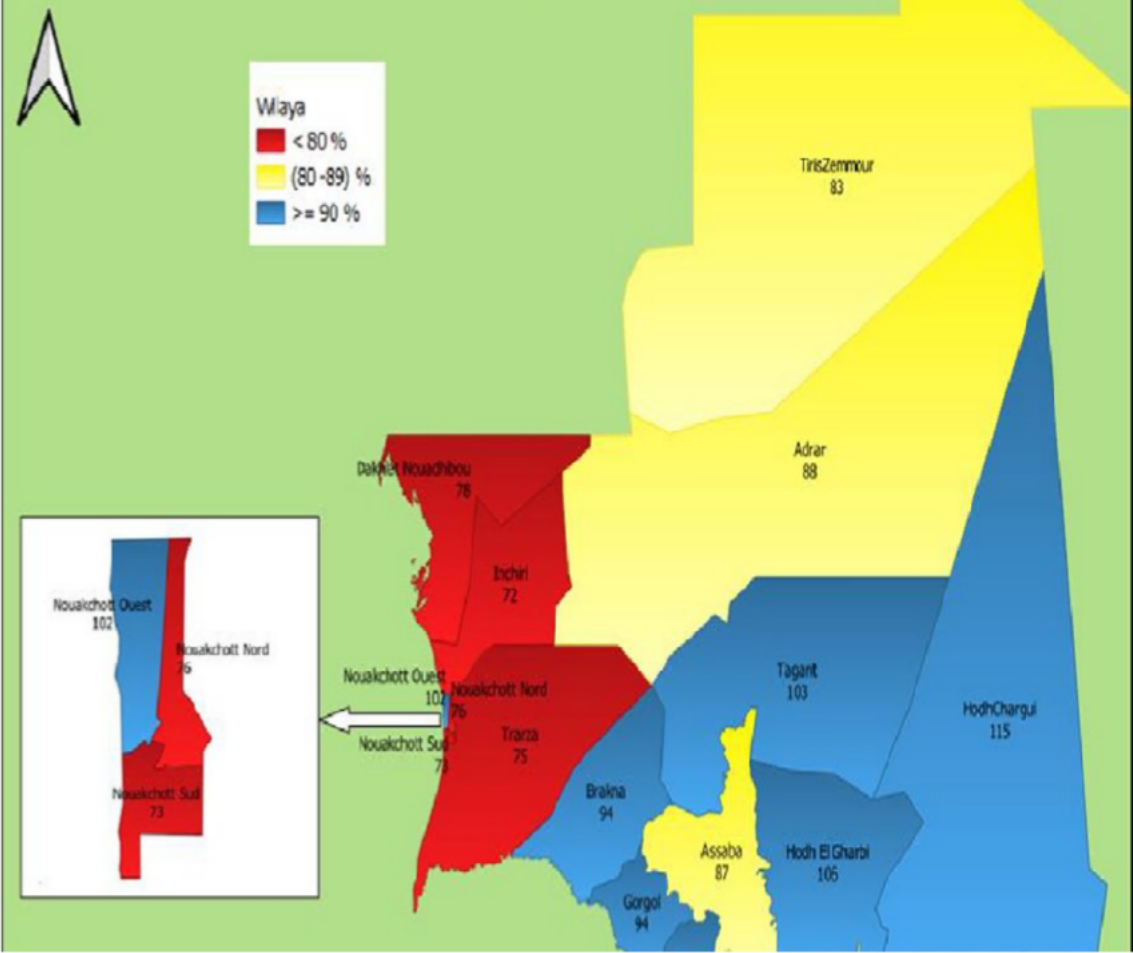 Wilaya
< 80 %
(80 -89) %
>= 90 %
TirisZemmour
83
Adrar
88
Dakhlet Nouadhibou
78
Inchiri
72
Nouakchott Ouest
102
Nouakchott Nord
76
Nouakchott Sud
73
Trarza
75
Tagant
103
HodhChargui
115
Brakna
94
Assaba
87
Hodh El Gharbi
106
Gorgol
94
Nouakchott Ouest
102
Nouakchott Nord
76
Nouakchott Sud
73